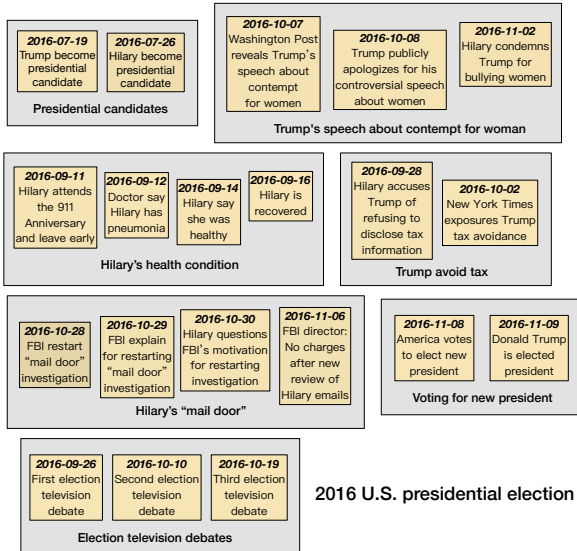 2016-07-19
Trump become
presidential
candidate
2016-07-26
Hilary become
presidential
candidate
Presidential candidates
2016-10-07
Washington Post
reveals Trump's
speech about
contempt
for women
2016-10-08
Trump publicly
apologizes for his
controversial speech
about women
2016-11-02
Hilary condemns
Trump for
bullying women
Trump's speech about contempt for woman
2016-09-11
Hilary attends
the 911
Anniversary
and leave early
2016-09-12
Doctor say
Hilary has
pneumonia
2016-09-14
Hilary say
she was
healthy
2016-09-16
Hilary is
recovered
Hilary's health condition
2016-09-28
Hilary accuses
Trump of
refusing to
disclose tax
information
2016-10-02
New York Times
exposures Trump
tax avoidance
Trump avoid tax
2016-10-28
FBI restart
"mail door"
investigation
2016-10-29
FBI explain
for restarting
"mail door"
investigation
2016-10-30
Hilary questions
FBI's motivation
for restarting
investigation
2016-11-06
FBI director:
No charges
after new
review of
Hilary emails
Hilary's "mail door"
2016-11-08
America votes
to elect new
president
2016-11-09
Donald Trump
is elected
president
Voting for new president
2016-09-26
First election
television
debate
2016-10-10
Second election
television
debate
2016-10-19
Third election
television
debate
Election television debates
2016 U.S. presidential election